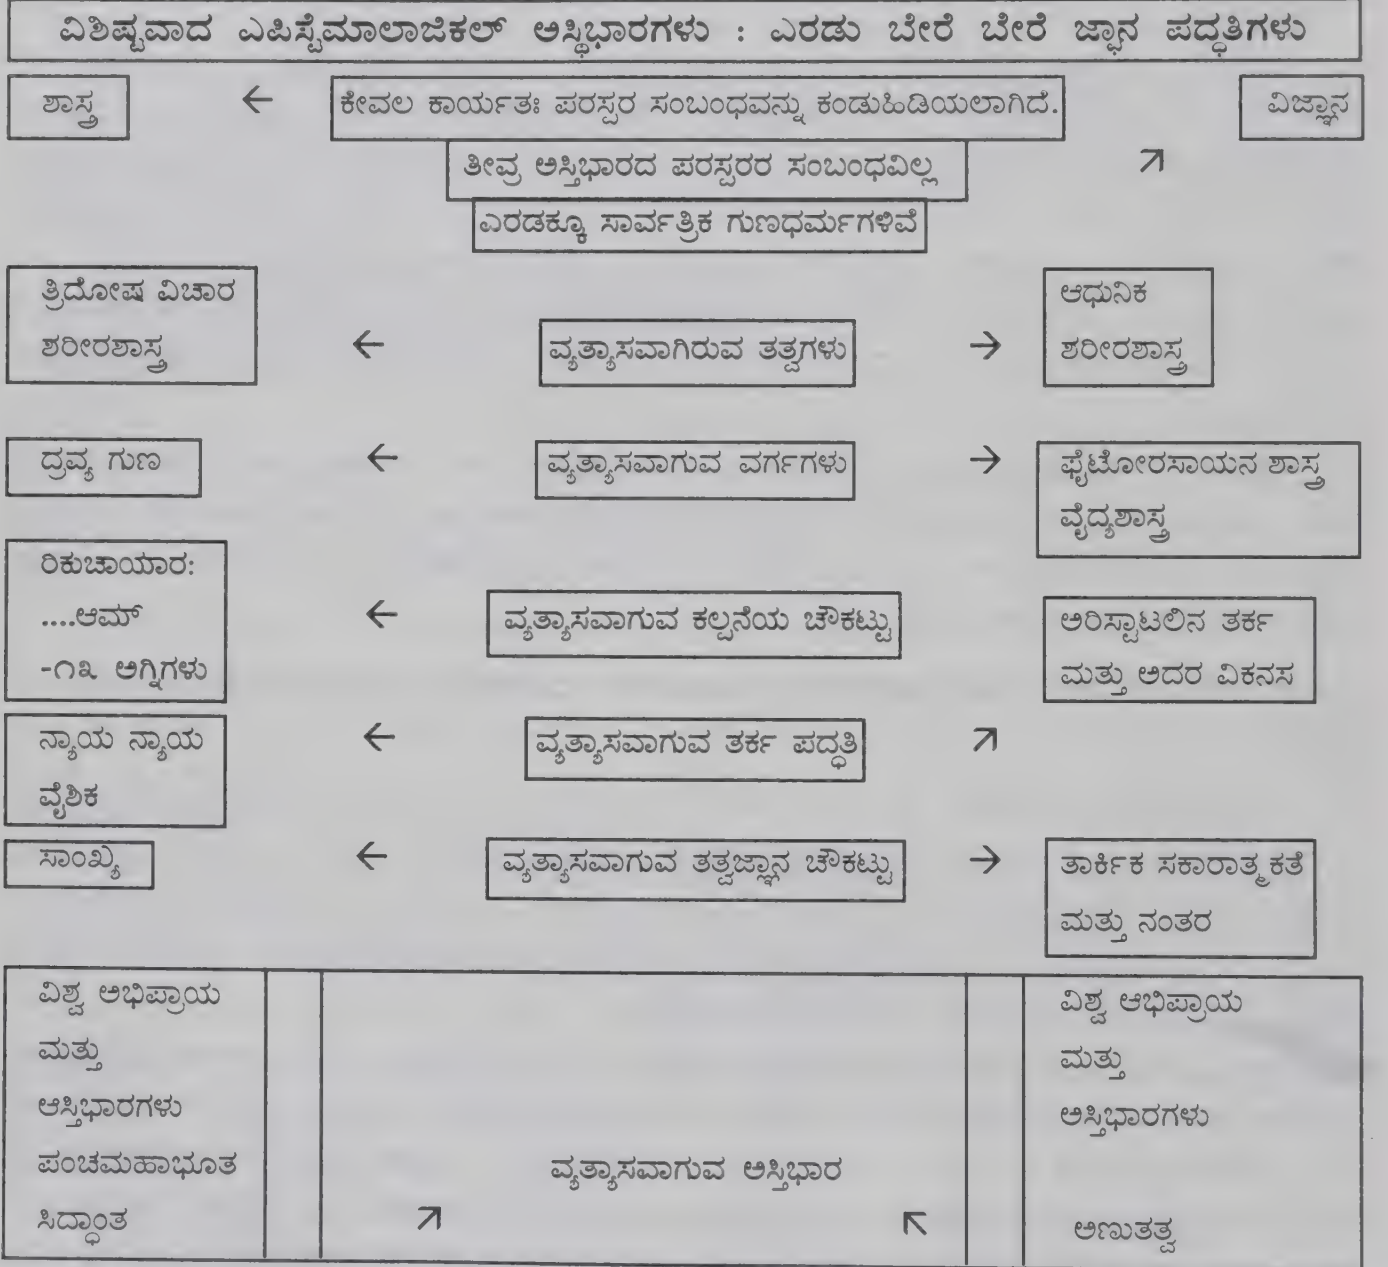 ವಿಶಿಷ್ಟವಾದ ಎಪಿಸ್ಟೆಮಾಲಾಜಿಕಲ್ ಅಸ್ಥಿಭಾರಗಳು : ಎರಡು ಬೇರೆ ಬೇರೆ ಜ್ಞಾನ ಪದ್ಧತಿಗಳು
ಶಾಸ್ತ್ರ ← ಕೇವಲ ಕಾರ್ಯತಃ ಪರಸ್ಪರ ಸಂಬಂಧವನ್ನು ಕಂಡುಹಿಡಿಯಲಾಗಿದೆ. ವಿಜ್ಞಾನ
ತೀವ್ರ ಅಸ್ತಿಭಾರದ ಪರಸ್ಪರರ ಸಂಬಂಧವಿಲ್ಲ ↗
ಎರಡಕ್ಕೂ ಸಾರ್ವತ್ರಿಕ ಗುಣಧರ್ಮಗಳಿವೆ
ತ್ರಿದೋಷ ವಿಚಾರ
ಶರೀರಶಾಸ್ತ್ರ
← ವ್ಯತ್ಯಾಸವಾಗಿರುವ ತತ್ವಗಳು →
ಆಧುನಿಕ
ಶರೀರಶಾಸ್ತ್ರ
ದ್ರವ್ಯ ಗುಣ ← ವ್ಯತ್ಯಾಸವಾಗುವ ವರ್ಗಗಳು →
ಫೈಟೋರಸಾಯನ ಶಾಸ್ತ್ರ
ವೈದ್ಯಶಾಸ್ತ್ರ
ರಿಕುಚಾಯಾರ:
....ಆಮ್
-೧೩ ಅಗ್ನಿಗಳು
← ವ್ಯತ್ಯಾಸವಾಗುವ ಕಲ್ಪನೆಯ ಚೌಕಟ್ಟು
ಅರಿಸ್ಟಾಟಲಿನ ತರ್ಕ
ಮತ್ತು ಅದರ ವಿಕನಸ
ನ್ಯಾಯ ನ್ಯಾಯ
ವೈಶಿಕ
← ವ್ಯತ್ಯಾಸವಾಗುವ ತರ್ಕ ಪದ್ಧತಿ ↗
ಸಾಂಖ್ಯ ← ವ್ಯತ್ಯಾಸವಾಗುವ ತತ್ವಜ್ಞಾನ ಚೌಕಟ್ಟು →
ತಾರ್ಕಿಕ ಸಕಾರಾತ್ಮಕತೆ
ಮತ್ತು ನಂತರ
ವಿಶ್ವ ಅಭಿಪ್ರಾಯ
ಮತ್ತು
ಆಸ್ತಿಭಾರಗಳು
ಪಂಚಮಹಾಭೂತ
ಸಿದ್ಧಾಂತ
ವ್ಯತ್ಯಾಸವಾಗುವ ಅಸ್ತಿಭಾರ
↗ ↖
ವಿಶ್ವ ಆಭಿಪ್ರಾಯ
ಮತ್ತು
ಅಸ್ತಿಭಾರಗಳು
ಅಣುತತ್ವ